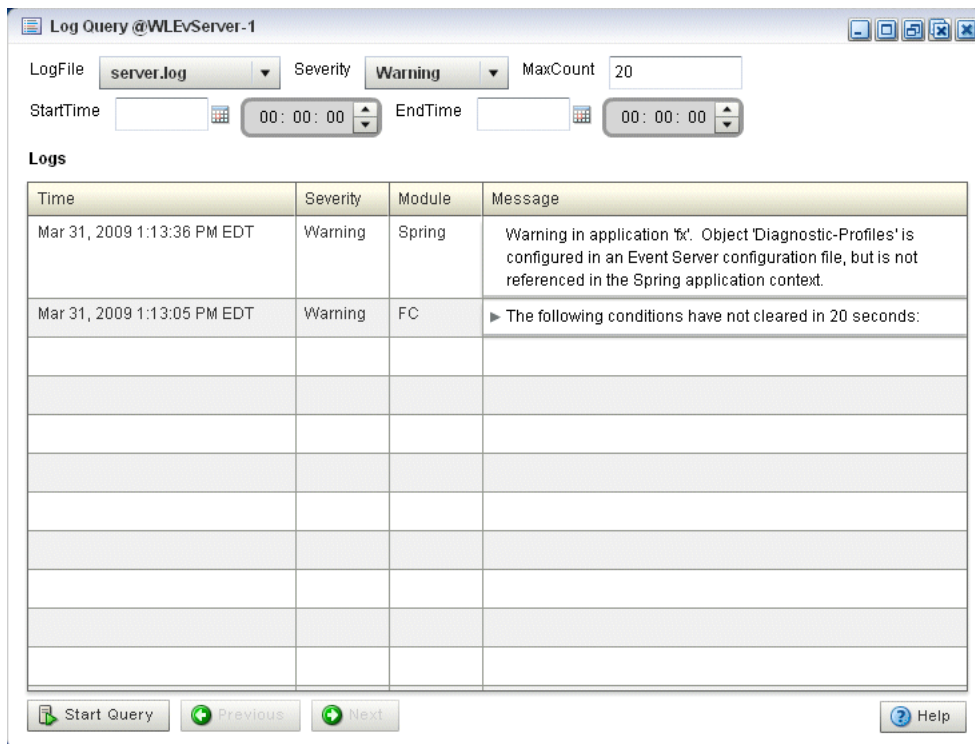 Log Query @WLEvServer-1
LogFile server.log Severity Warning MaxCount 20
StartTime 00: 00: 00 EndTime 00: 00: 00
Logs
Time Severity Module Message
Mar 31, 2009 1:13:36 PM EDT Warning Spring Warning in application 'fx'. Object 'Diagnostic-Profiles' is
configured in an Event Server configuration file, but is not
referenced in the Spring application context.
Mar 31, 2009 1:13:05 PM EDT Warning FC The following conditions have not cleared in 20 seconds:
Start Query Previous Next Help